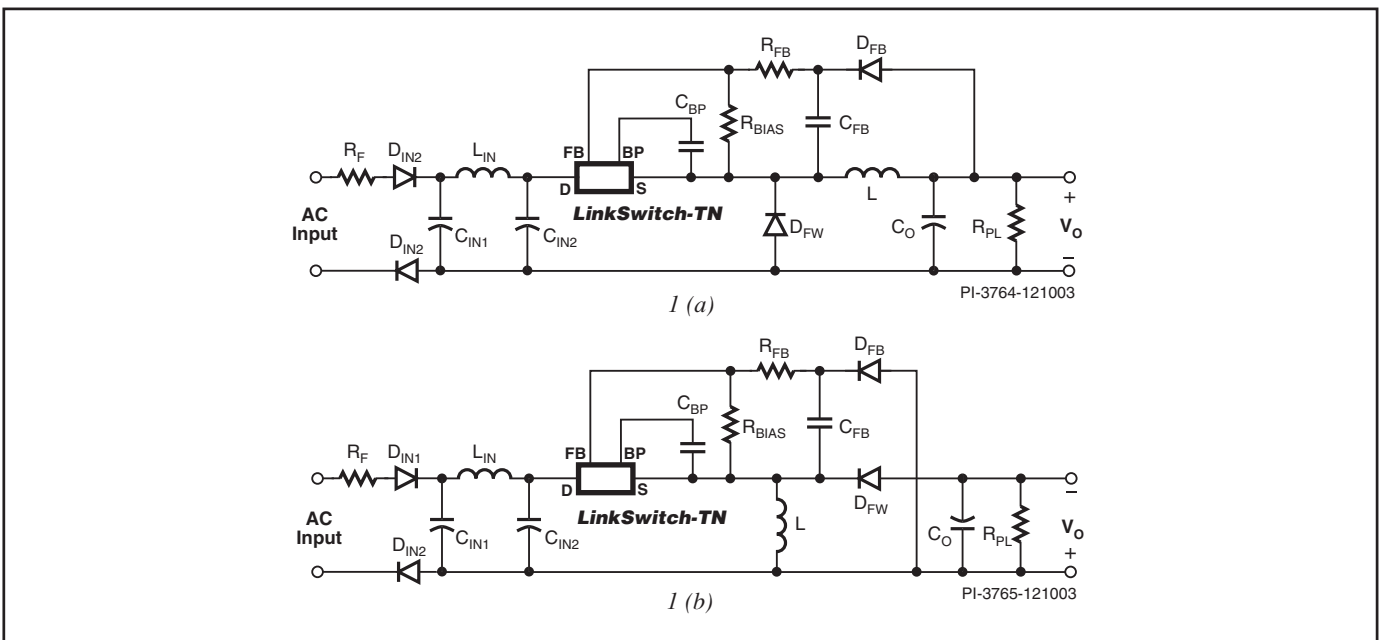 R_FB
D_FB
C_BP
R_BIAS
C_FB
R_F
D_IN2
L_IN
FB
BP
D
S
L
+
AC
Input
LinkSwitch-TN
C_IN1
C_IN2
D_FW
C_O
R_PL
V_O
D_IN2
–
PI-3764-121003
1 (a)
R_FB
D_FB
C_BP
R_BIAS
C_FB
R_F
D_IN1
L_IN
FB
BP
D
S
–
AC
Input
LinkSwitch-TN
L
D_FW
C_IN1
C_IN2
C_O
R_PL
V_O
D_IN2
+
PI-3765-121003
1 (b)